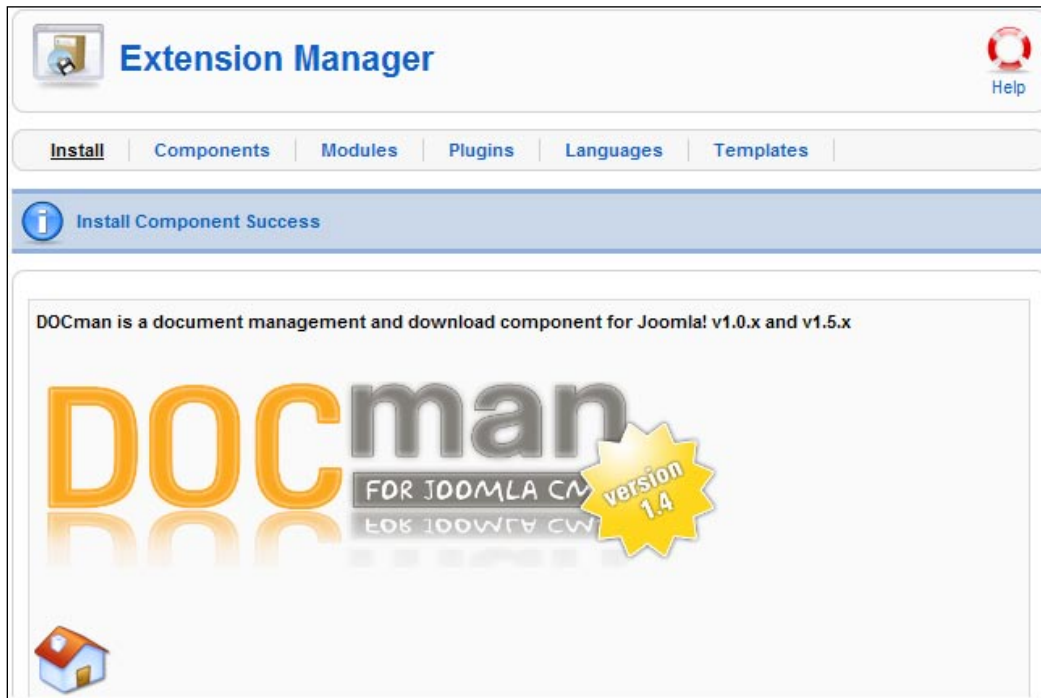 Extension Manager
Help
Install Components Modules Plugins Languages Templates
Install Component Success
DOCman is a document management and download component for Joomla! v1.0.x and v1.5.x
DOCman
FOR JOOMLA CM
version
1.4